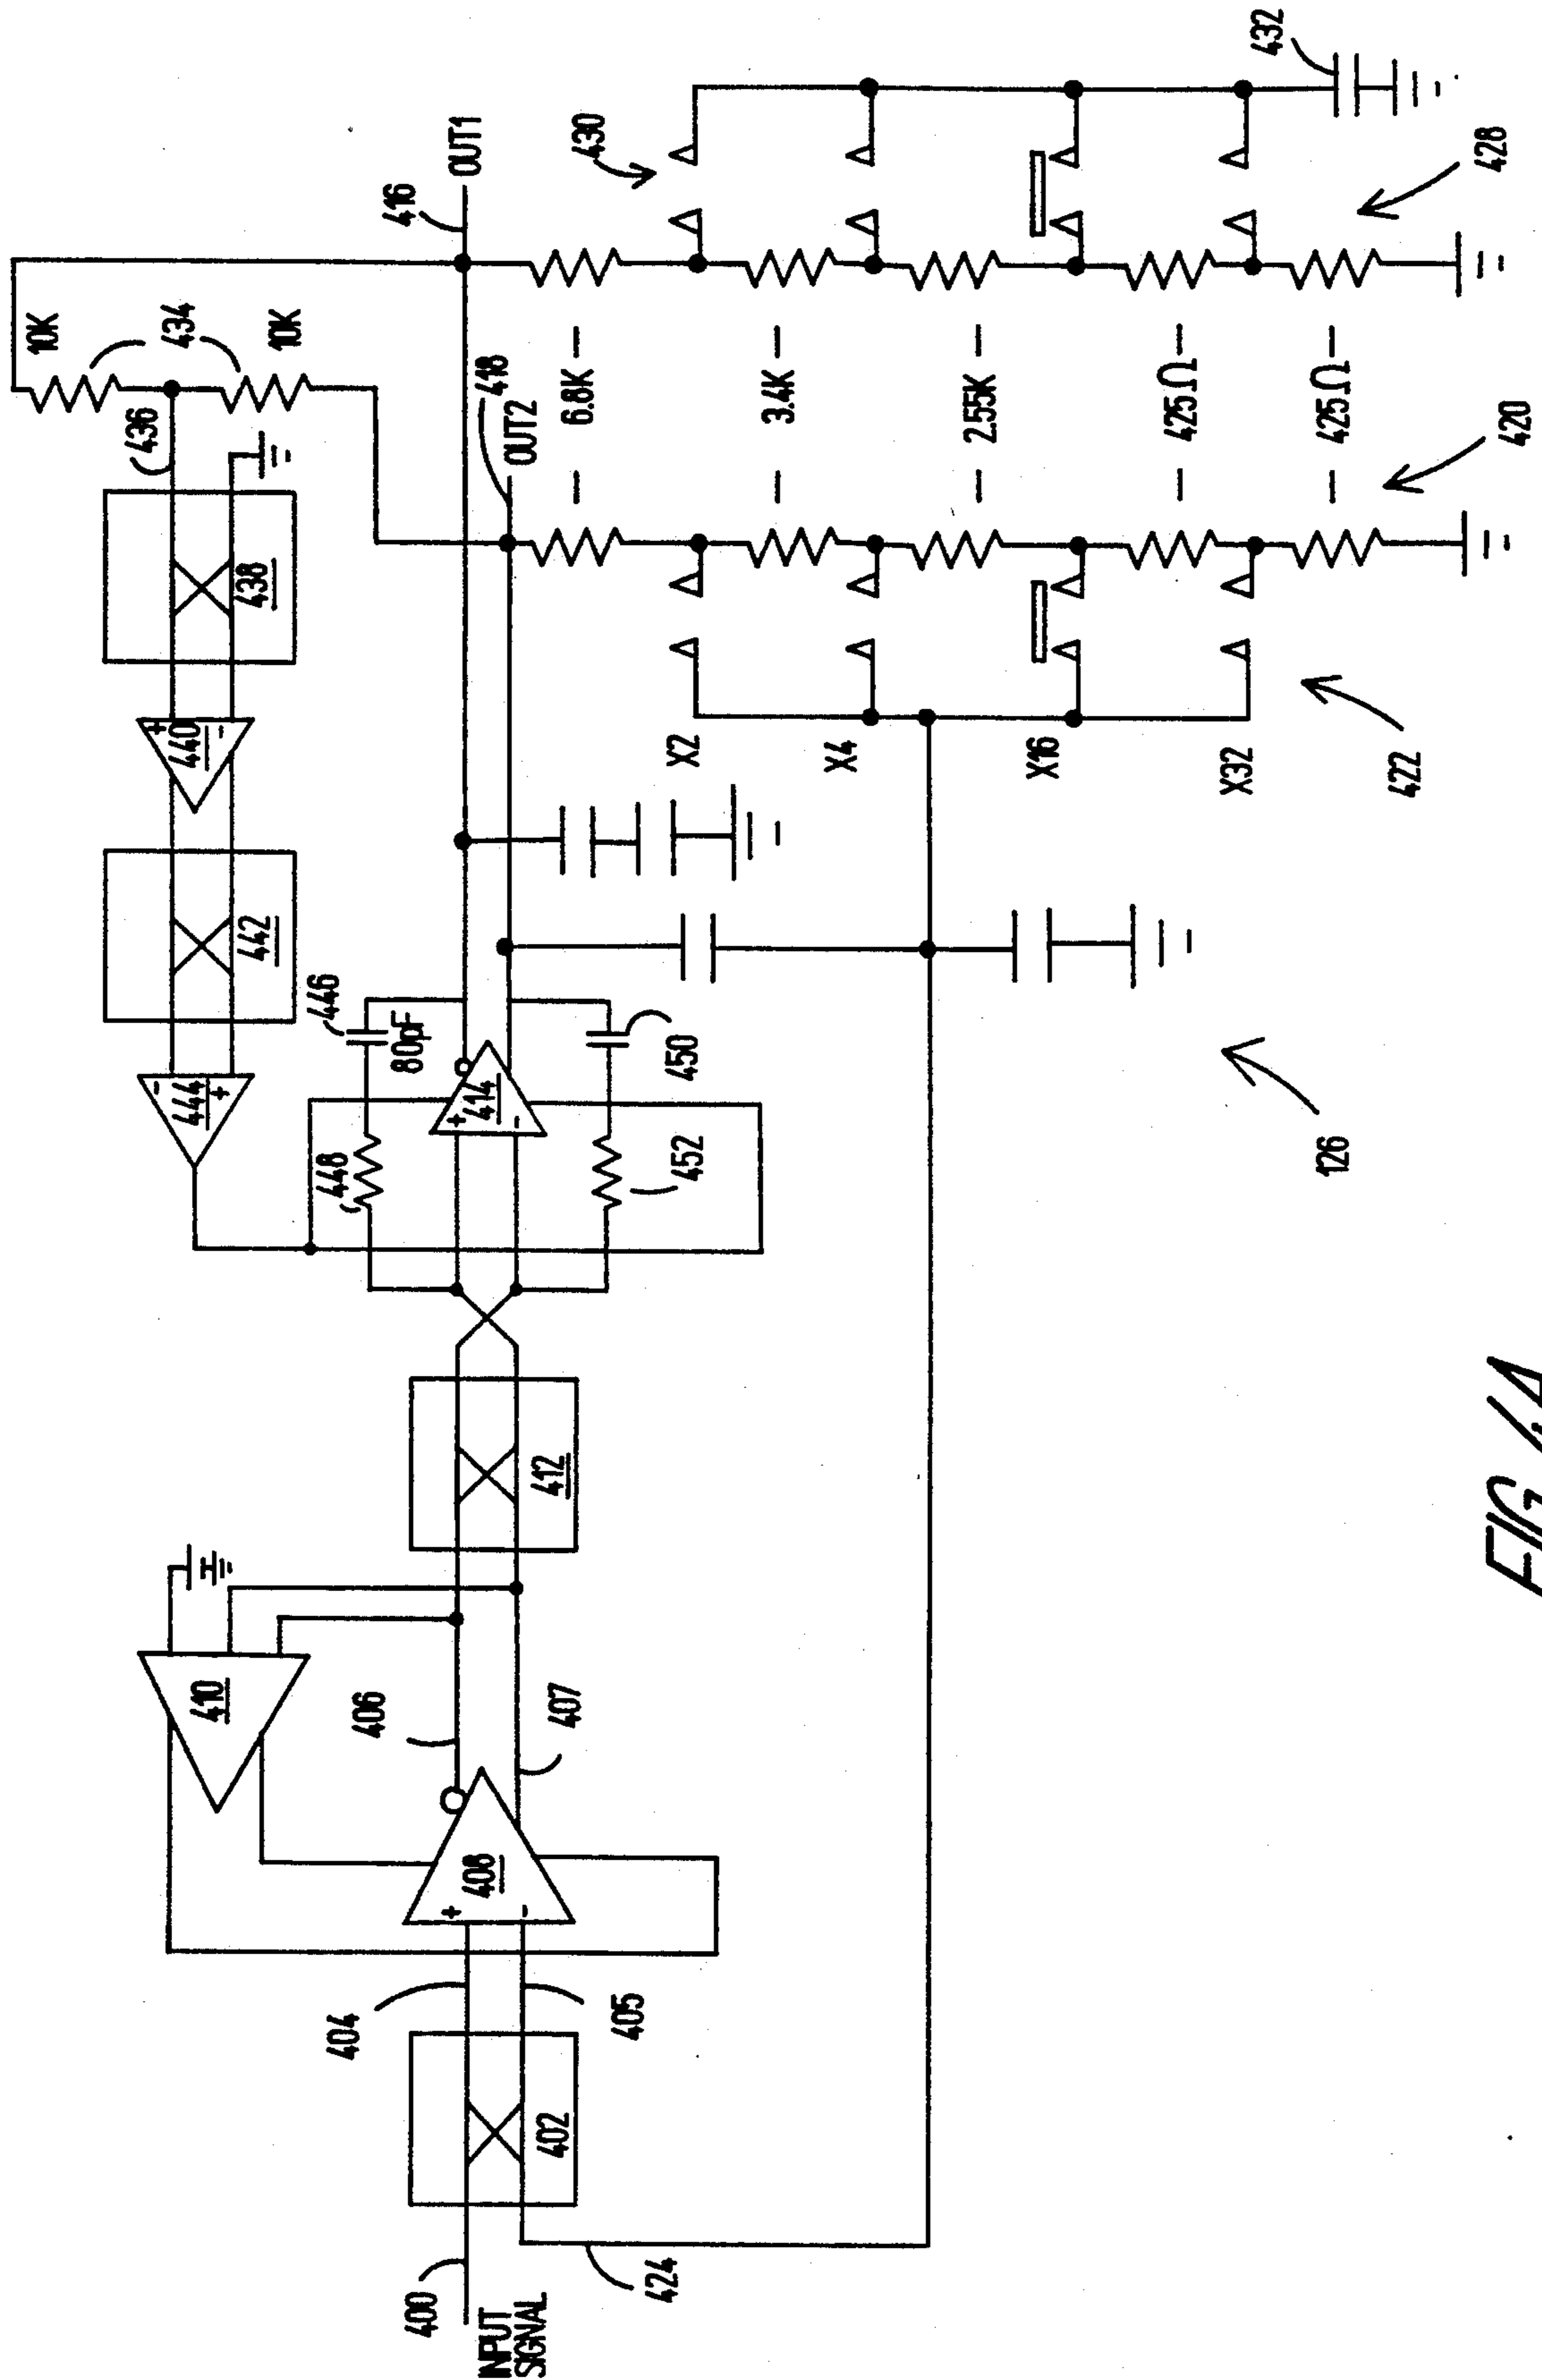 10K
436
434
10K
410
-
444
+
442
+
440
-
438
404
406
448
446
80pF
416
400
INPUT
SIGNAL
+
408
-
+
414
-
OUT1
418
OUT2
402
405
407
412
452
450
424
6.8K
430
X2
3.4K
X4
2.55K
X16
425Ω
X32
425Ω
432
126
422
420
428
FIG. 4A